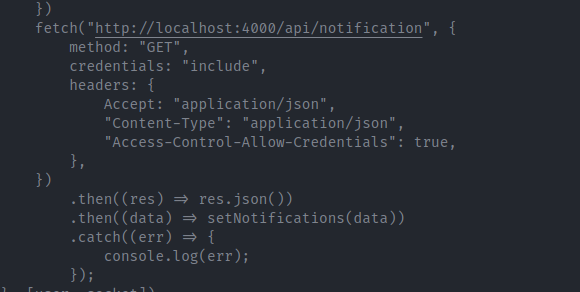 })
fetch("http://localhost:4000/api/notification", {
method: "GET",
credentials: "include",
headers: {
Accept: "application/json",
"Content-Type": "application/json",
"Access-Control-Allow-Credentials": true,
},
})
.then((res) => res.json())
.then((data) => setNotifications(data))
.catch((err) => {
console.log(err);
});
}, [user, socket])